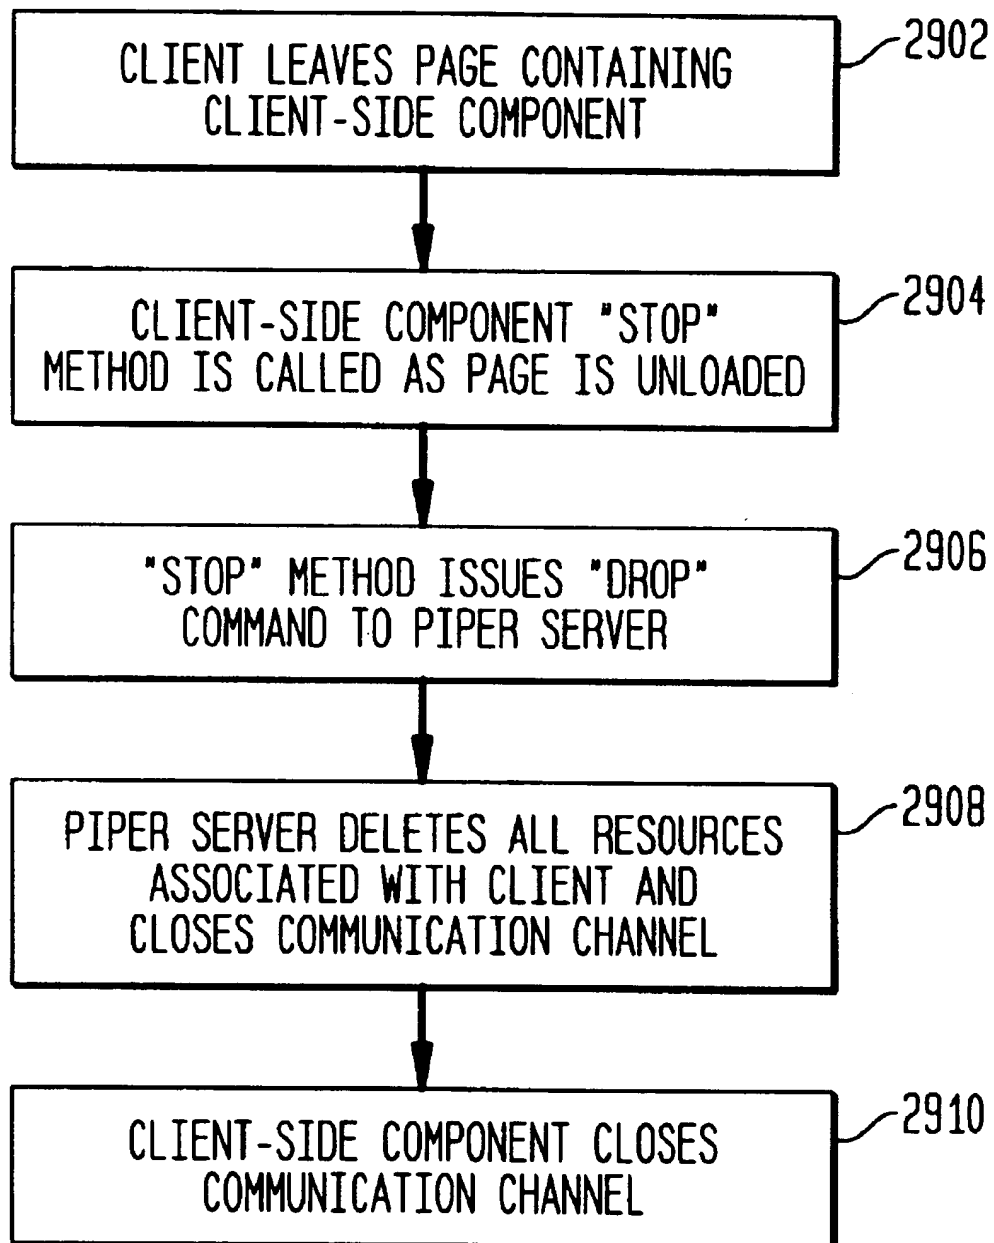 CLIENT LEAVES PAGE CONTAINING
CLIENT-SIDE COMPONENT
2902
CLIENT-SIDE COMPONENT "STOP"
METHOD IS CALLED AS PAGE IS UNLOADED
2904
"STOP" METHOD ISSUES "DROP"
COMMAND TO PIPER SERVER
2906
PIPER SERVER DELETES ALL RESOURCES
ASSOCIATED WITH CLIENT AND
CLOSES COMMUNICATION CHANNEL
2908
CLIENT-SIDE COMPONENT CLOSES
COMMUNICATION CHANNEL
2910